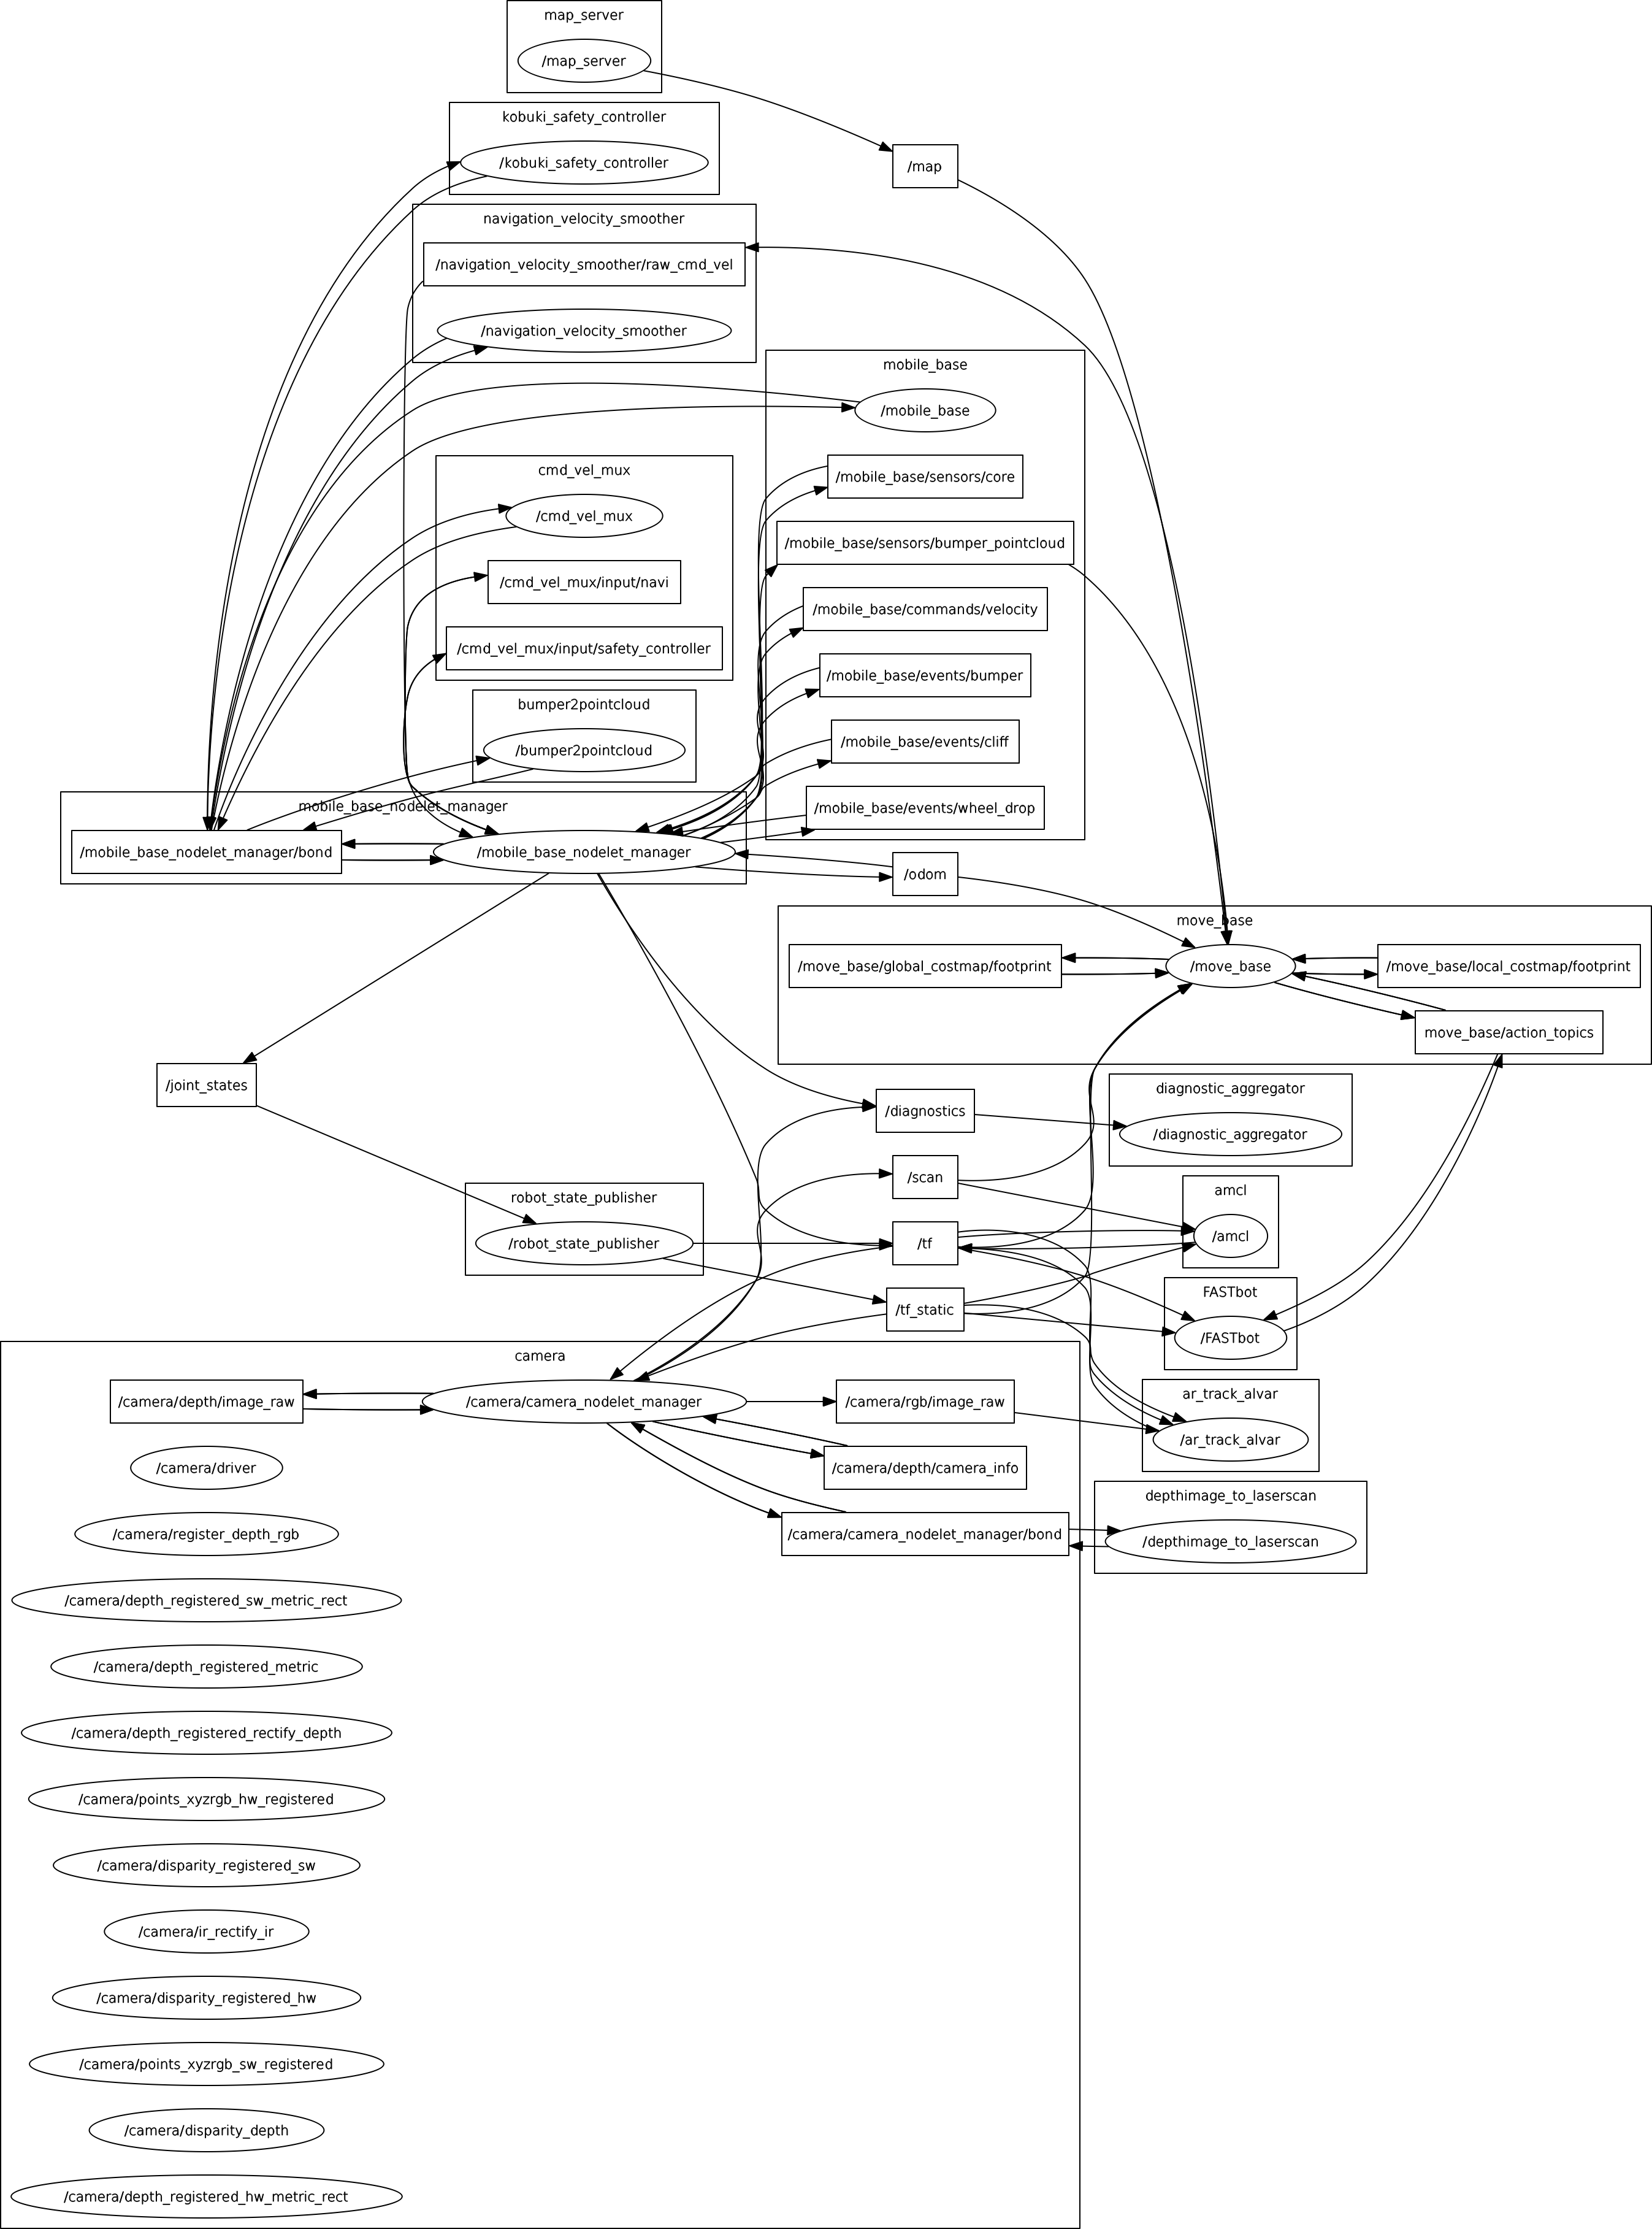 map_server
/map_server
kobuki_safety_controller
/kobuki_safety_controller
/map
navigation_velocity_smoother
/navigation_velocity_smoother/raw_cmd_vel
/navigation_velocity_smoother
mobile_base
/mobile_base
cmd_vel_mux
/mobile_base/sensors/core
/cmd_vel_mux
/mobile_base/sensors/bumper_pointcloud
/cmd_vel_mux/input/navi
/mobile_base/commands/velocity
/cmd_vel_mux/input/safety_controller
/mobile_base/events/bumper
bumper2pointcloud
/bumper2pointcloud
/mobile_base/events/cliff
mobile_base_nodelet_manager
/mobile_base/events/wheel_drop
/mobile_base_nodelet_manager/bond
/mobile_base_nodelet_manager
/odom
move_base
/move_base/global_costmap/footprint
/move_base
/move_base/local_costmap/footprint
move_base/action_topics
/joint_states
diagnostic_aggregator
/diagnostics
/diagnostic_aggregator
/scan
amcl
robot_state_publisher
/robot_state_publisher
/tf
/amcl
FASTbot
/tf_static
/FASTbot
camera
ar_track_alvar
/camera/depth/image_raw
/camera/camera_nodelet_manager
/camera/rgb/image_raw
/ar_track_alvar
/camera/driver
/camera/depth/camera_info
depthimage_to_laserscan
/camera/register_depth_rgb
/camera/camera_nodelet_manager/bond
/depthimage_to_laserscan
/camera/depth_registered_sw_metric_rect
/camera/depth_registered_metric
/camera/depth_registered_rectify_depth
/camera/points_xyzrgb_hw_registered
/camera/disparity_registered_sw
/camera/ir_rectify_ir
/camera/disparity_registered_hw
/camera/points_xyzrgb_sw_registered
/camera/disparity_depth
/camera/depth_registered_hw_metric_rect